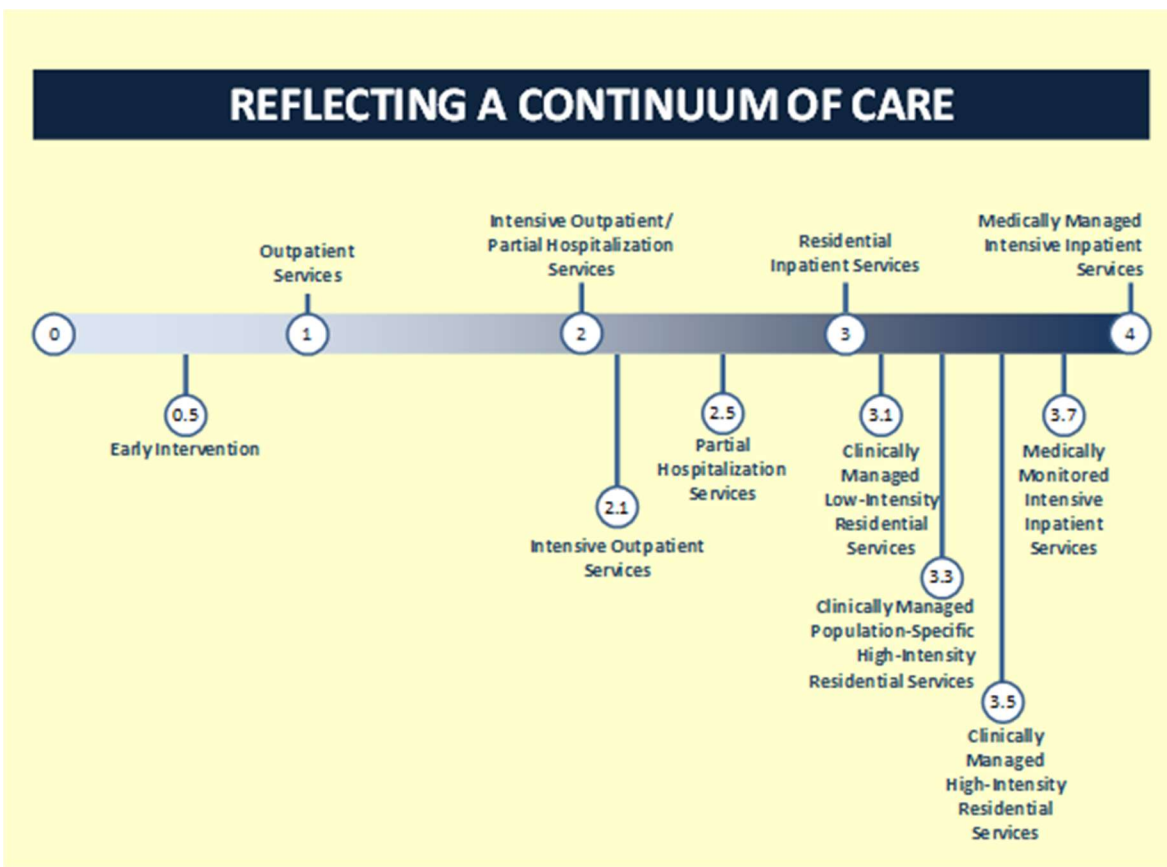 REFLECTING A CONTINUUM OF CARE
Outpatient
Services
Intensive Outpatient/
Partial Hospitalization
Services
Residential
Inpatient Services
Medically Managed
Intensive Inpatient
Services
0
1
2
3
4
0.5
Early Intervention
2.1
Intensive Outpatient
Services
2.5
Partial
Hospitalization
Services
3.1
Clinically
Managed
Low-Intensity
Residential
Services
3.3
Clinically Managed
Population-Specific
High-Intensity
Residential Services
3.5
Clinically
Managed
High-Intensity
Residential
Services
3.7
Medically
Monitored
Intensive
Inpatient
Services